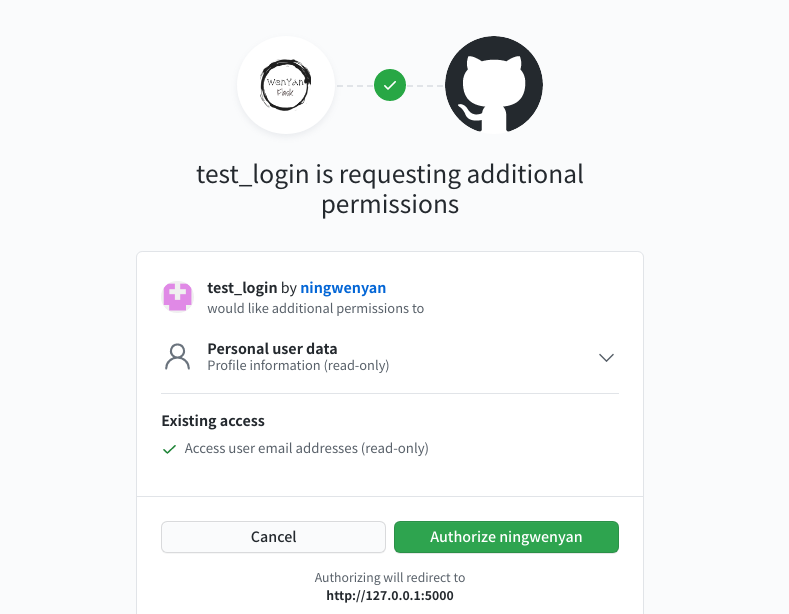 WenYan
Fask
test_login is requesting additional
permissions
test_login by ningwenyan
would like additional permissions to
Personal user data
Profile information (read-only)
Existing access
Access user email addresses (read-only)
Cancel
Authorize ningwenyan
Authorizing will redirect to
http://127.0.0.1:5000